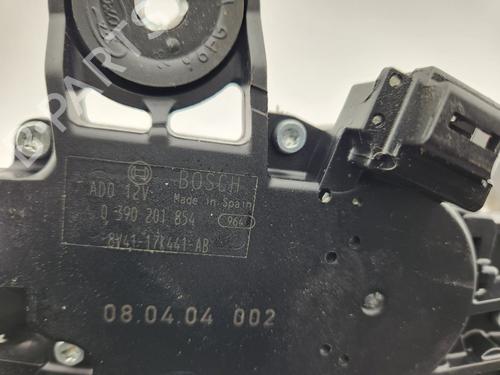 BOSCH
ADO 12V Made in Spain
0 390 201 854 964
8V41-17K441-AB
08.04.04 002